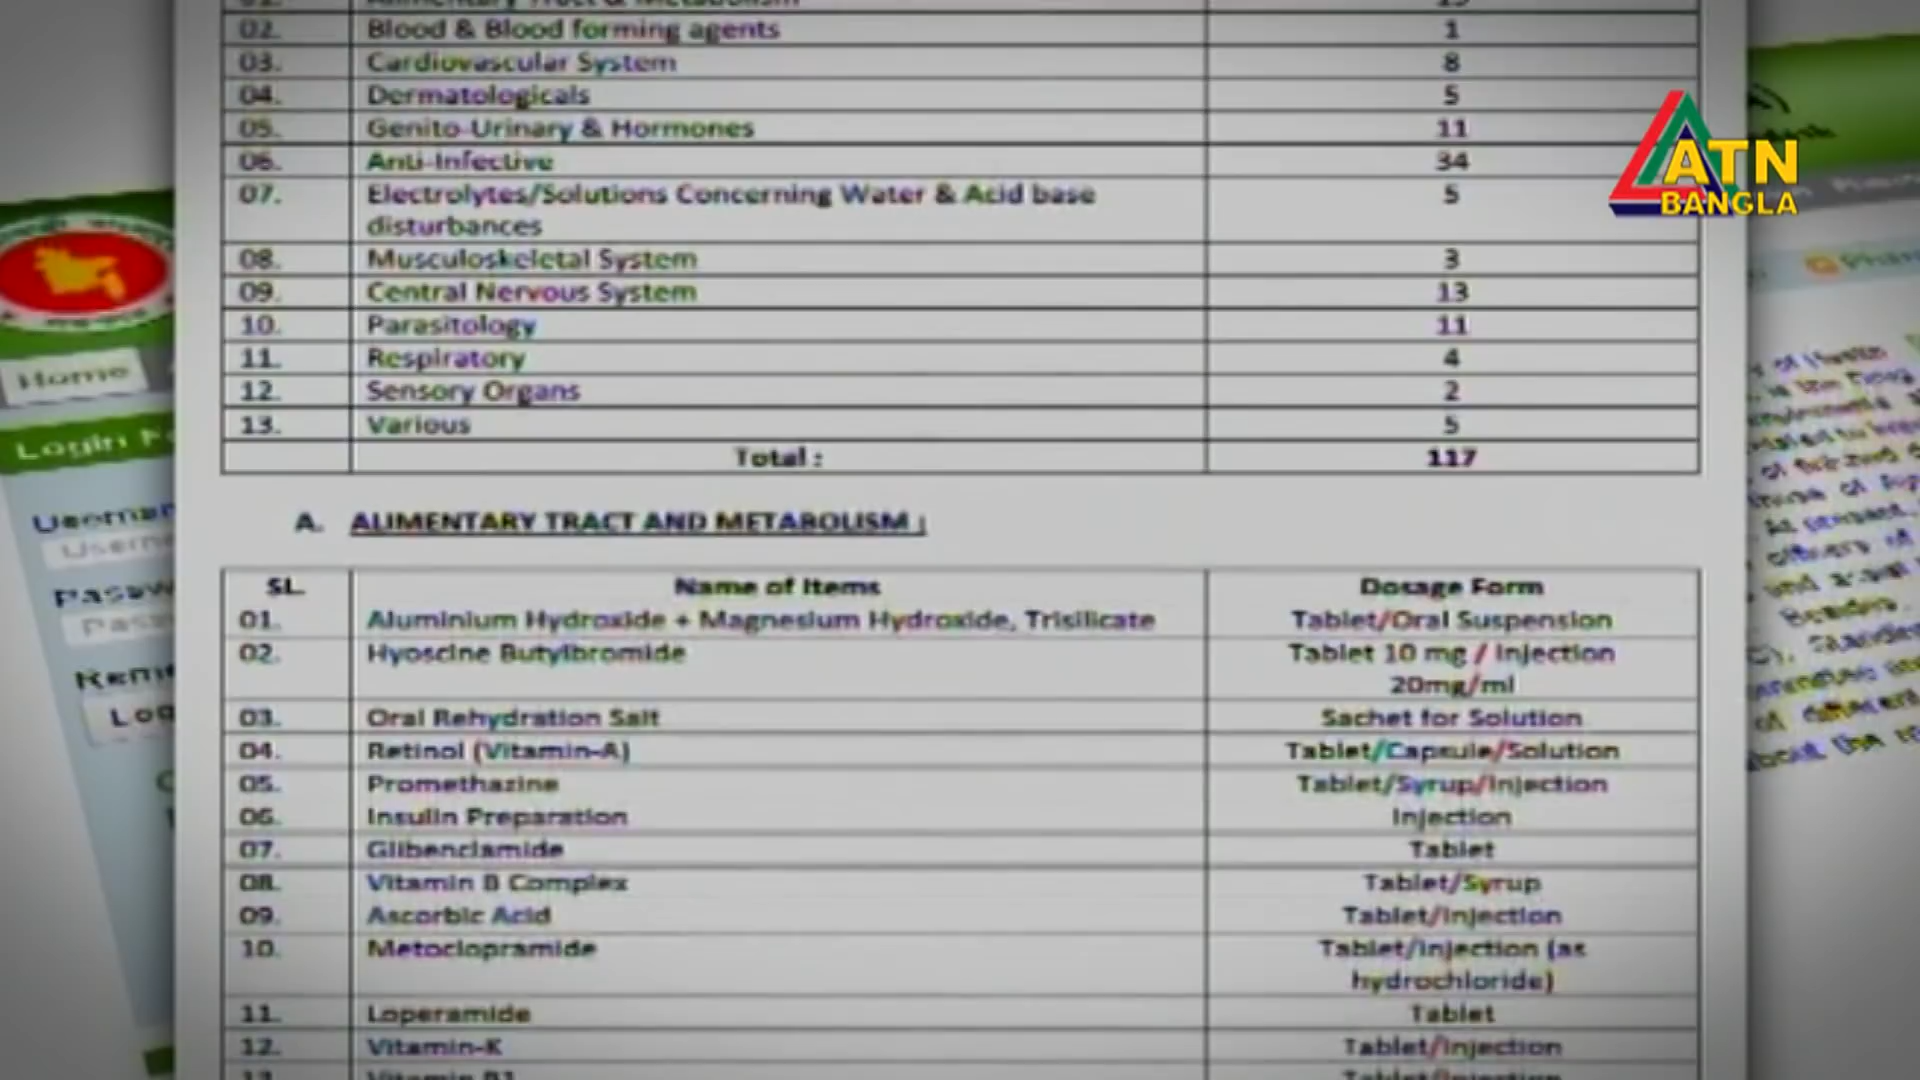 01. Alimentary Tract & Metabolism
02. Blood & Blood forming agents 1
03. Cardiovascular System 8
04. Dermatologicals 5
05. Genito-Urinary & Hormones 11
06. Anti-Infective 34
07. Electrolytes/Solutions Concerning Water & Acid base 5
disturbances
08. Musculoskeletal System 3
09. Central Nervous System 13
10. Parasitology 11
11. Respiratory 4
12. Sensory Organs 2
13. Various 5
Total : 117
A. ALIMENTARY TRACT AND METABOLISM :
SL. Name of Items Dosage Form
01. Aluminium Hydroxide + Magnesium Hydroxide, Trisilicate Tablet/Oral Suspension
02. Hyoscine Butylbromide Tablet 10 mg / Injection
20mg/ml
03. Oral Rehydration Salt Sachet for Solution
04. Retinol (Vitamin-A) Tablet/Capsule/Solution
05. Promethazine Tablet/Syrup/Injection
06. Insulin Preparation Injection
07. Glibenclamide Tablet
08. Vitamin B Complex Tablet/Syrup
09. Ascorbic Acid Tablet/Injection
10. Metoclopramide Tablet/Injection (as
hydrochloride)
11. Loperamide Tablet
12. Vitamin-K Tablet/Injection
ATN
BANGLA
Home
Login